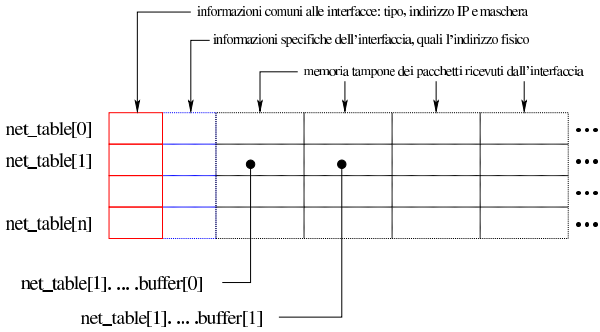 informazioni comuni alle interfacce: tipo, indirizzo IP e maschera
informazioni specifiche dell'interfaccia, quali l'indirizzo fisico
memoria tampone dei pacchetti ricevuti dall'interfaccia
net_table[0]
net_table[1]
net_table[n]
net_table[1]. ... .buffer[0]
net_table[1]. ... .buffer[1]